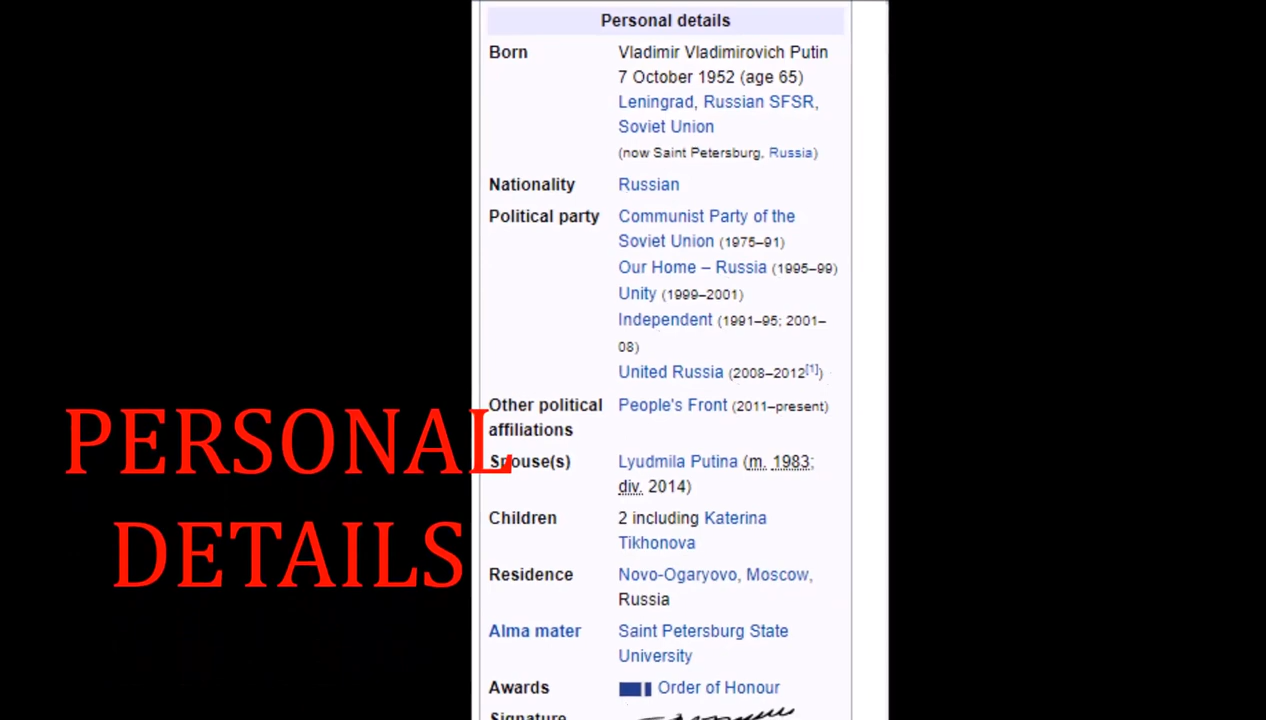 Personal details
Born Vladimir Vladimirovich Putin
7 October 1952 (age 65)
Leningrad, Russian SFSR,
Soviet Union
(now Saint Petersburg, Russia)
Nationality Russian
Political party Communist Party of the
Soviet Union (1975–91)
Our Home – Russia (1995–99)
Unity (1999–2001)
Independent (1991–95; 2001–
08)
United Russia (2008–2012[1])
Other political People's Front (2011–present)
affiliations
Spouse(s) Lyudmila Putina (m. 1983;
div. 2014)
Children 2 including Katerina
Tikhonova
Residence Novo-Ogaryovo, Moscow,
Russia
Alma mater Saint Petersburg State
University
Awards Order of Honour
Signature
PERSONAL
DETAILS